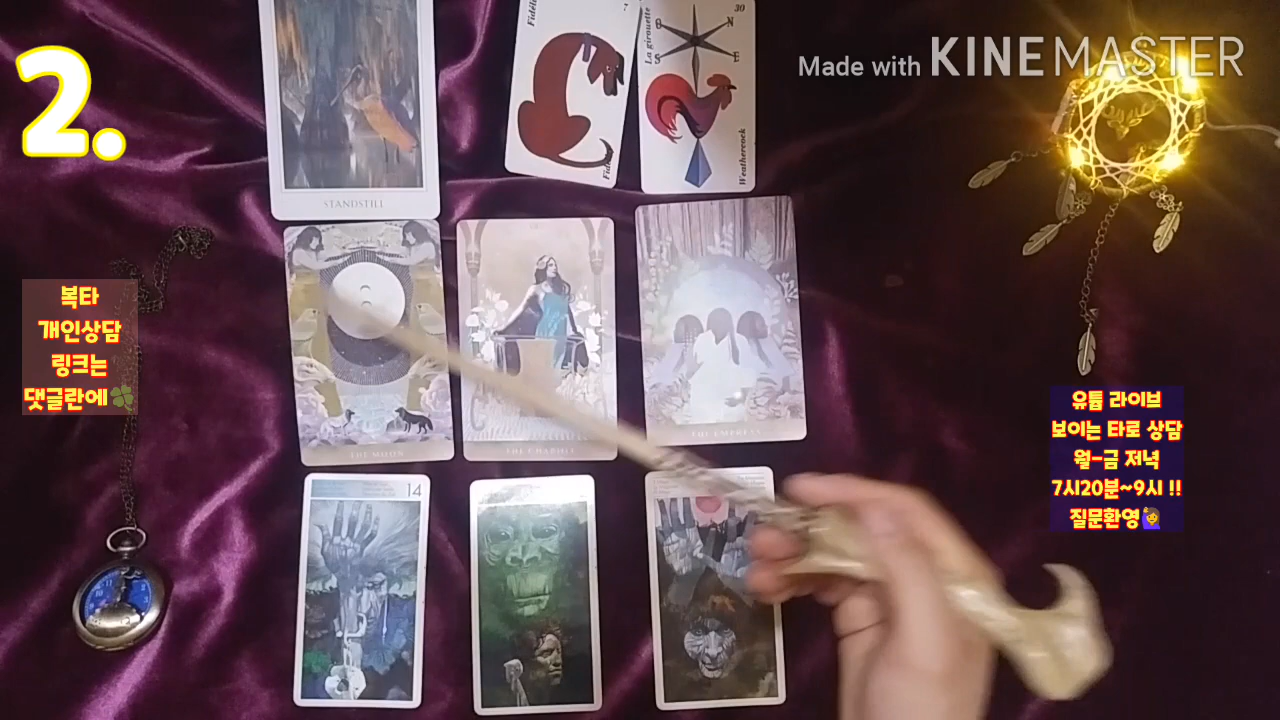 2.
Made with KINEMASTER
Fidéli
La girouette
30
O
N
S
E
Weathercock
STANDSTILL
THE MOON
THE CHARIOT
THE EMPRESS
14
복타
개인상담
링크는
댓글란에🍀
유튭 라이브
보이는 타로 상담
월-금 저녁
7시20분~9시 !!
질문환영🙋‍♀️